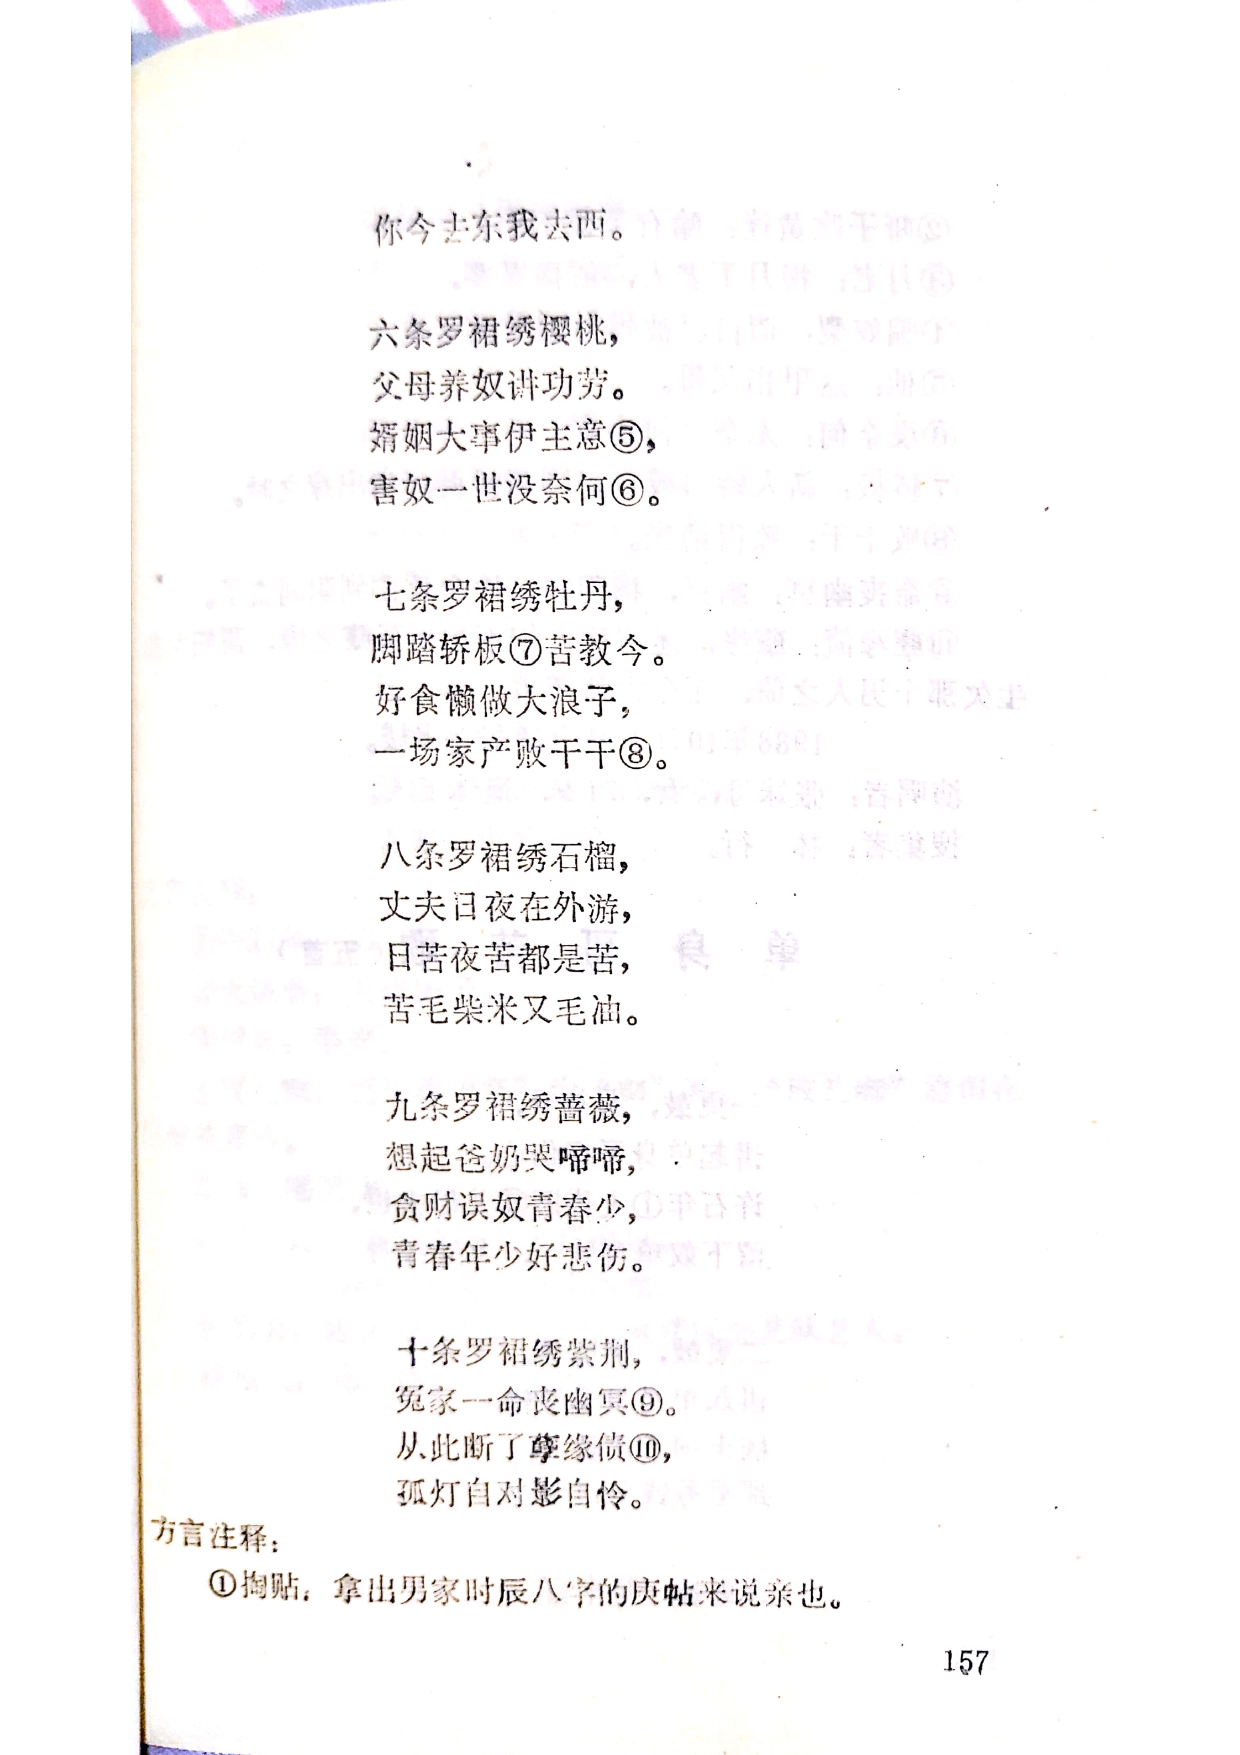 你今去东我去西。
六条罗裙绣樱桃，
父母养奴讲功劳。
婿姻大事伊主意⑤，
害奴一世没奈何⑥。
七条罗裙绣牡丹，
脚踏轿板⑦苦教今。
好食懒做大浪子，
一场家产败干干⑧。
八条罗裙绣石榴，
丈夫日夜在外游，
日苦夜苦都是苦，
苦毛柴米又毛油。
九条罗裙绣蔷薇，
想起爸奶哭啼啼，
贪财误奴青春少，
青春年少好悲伤。
十条罗裙绣紫荆，
冤家一命丧幽冥⑨。
从此断了孽缘债⑩，
孤灯自对影自怜。
方言注释：
①掏贴：拿出男家时辰八字的庚帖来说亲也。
157